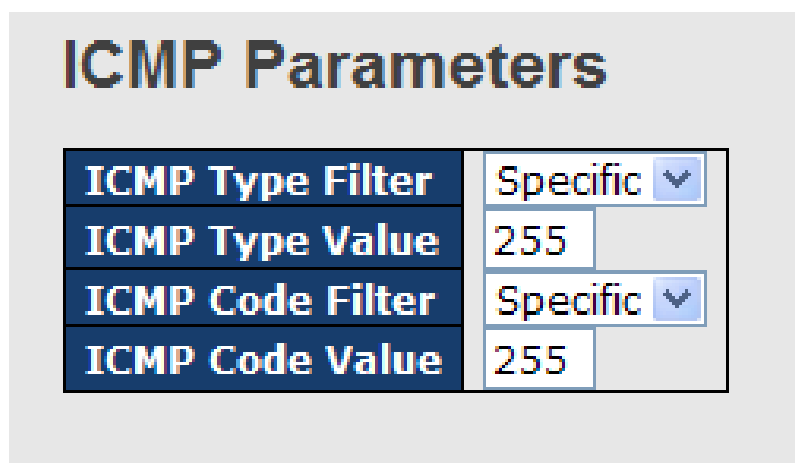 ICMP Parameters
ICMP Type Filter Specific
ICMP Type Value 255
ICMP Code Filter Specific
ICMP Code Value 255